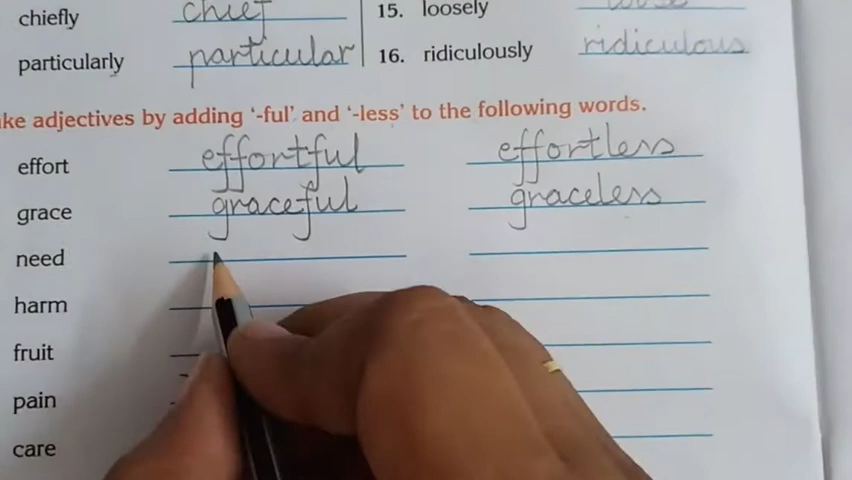 chiefly chief 15. loosely loose
particularly particular 16. ridiculously ridiculous
ke adjectives by adding '-ful' and '-less' to the following words.
effort effortful effortless
grace graceful graceless
need
harm
fruit
pain
care